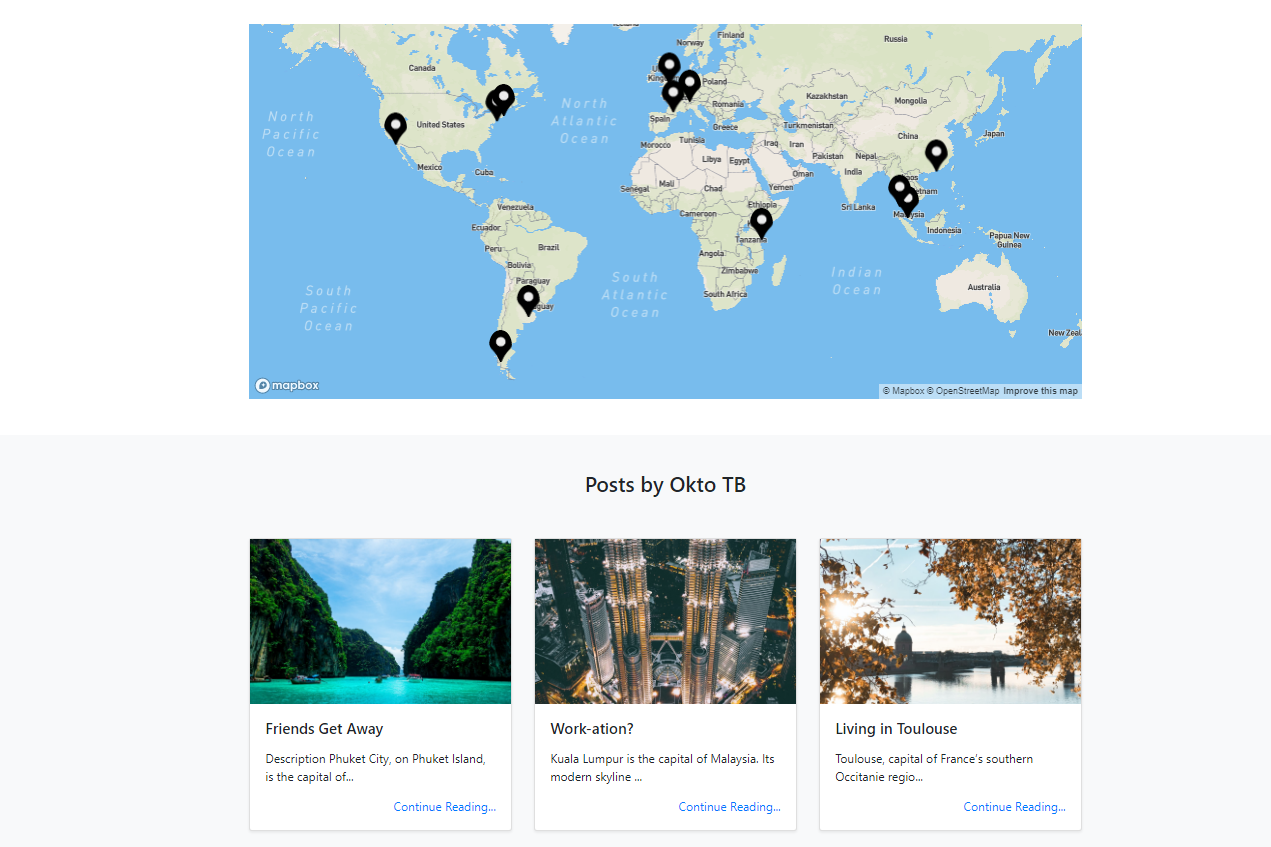 Iceland
Norway
Finland
Russia
Canada
Kingdom
Poland
Kazakhstan
Mongolia
North
Pacific
Ocean
North
Atlantic
Ocean
United States
Spain
Romania
Greece
Turkmenistan
China
Japan
Morocco
Tunisia
Iraq
Iran
Pakistan
Nepal
Mexico
Cuba
Libya
Egypt
Oman
India
Senegal
Mali
Chad
Yemen
Venezuela
Cameroon
Ethiopia
Sri Lanka
Ecuador
Tanzania
Indonesia
Papua New
Guinea
Peru
Brazil
Angola
Bolivia
Zimbabwe
Paraguay
South
Pacific
Ocean
South
Atlantic
Ocean
Indian
Ocean
South Africa
Australia
New Zeal
mapbox
© Mapbox © OpenStreetMap Improve this map
Posts by Okto TB
Friends Get Away
Description Phuket City, on Phuket Island,
is the capital of...
Continue Reading...
Work-ation?
Kuala Lumpur is the capital of Malaysia. Its
modern skyline ...
Continue Reading...
Living in Toulouse
Toulouse, capital of France's southern
Occitanie regio...
Continue Reading...